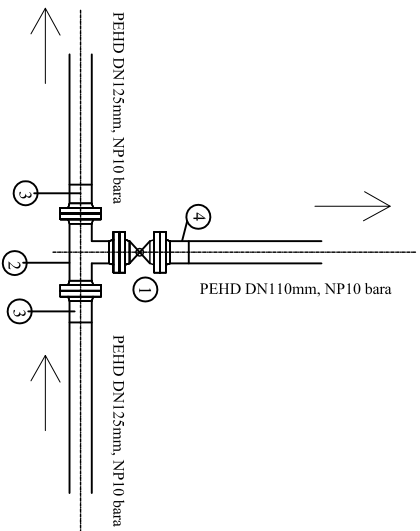 PEHD DN125mm, NP10 bara
3
4
2
1
PEHD DN110mm, NP10 bara
3
PEHD DN125mm, NP10 bara